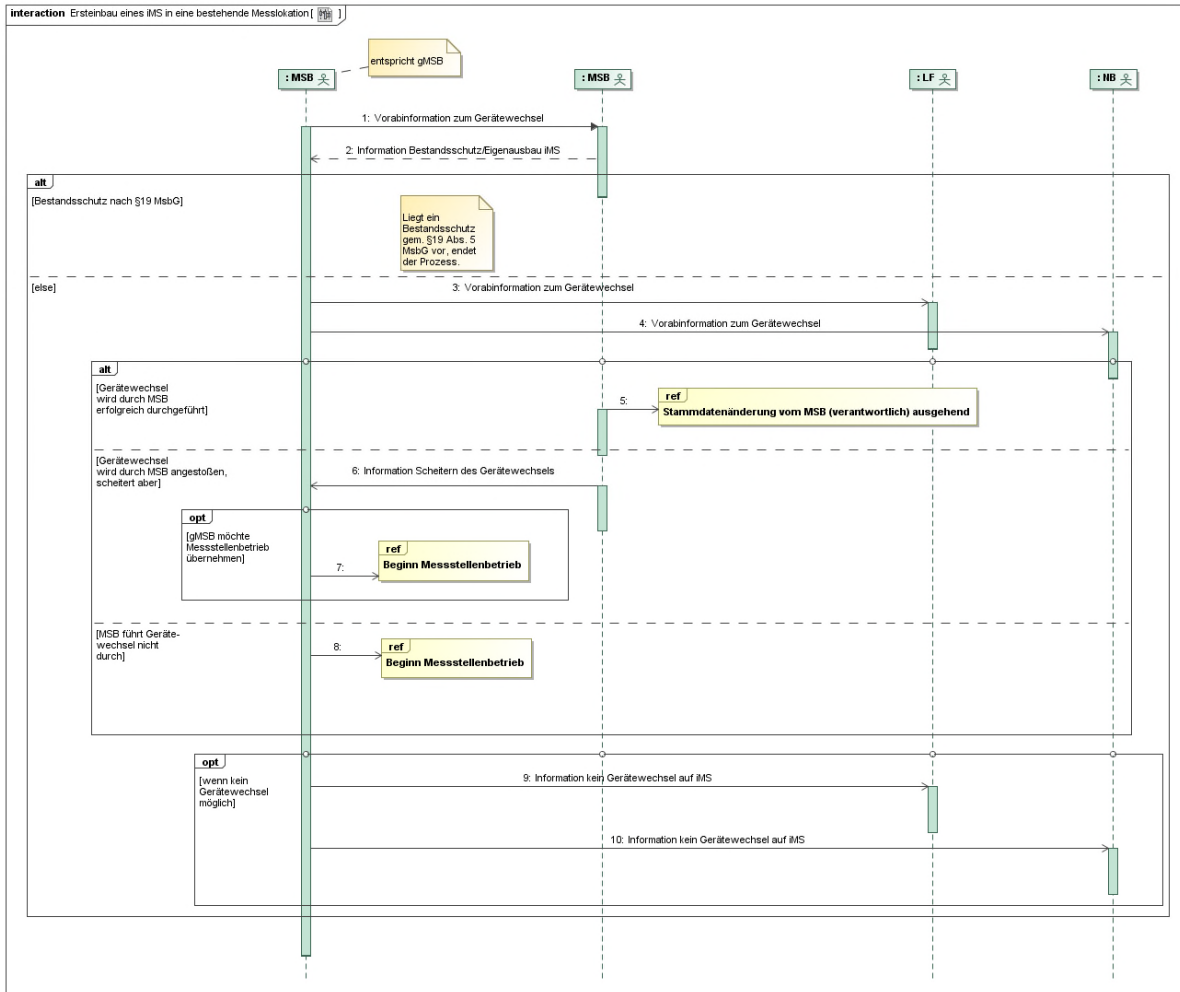 interaction Ersteinbau eines iMS in eine bestehende Messlokation [ ]
entspricht gMSB
: MSB
: MSB
: LF
: NB
1: Vorabinformation zum Gerätewechsel
2: Information Bestandsschutz/Eigenausbau iMS
alt
[Bestandsschutz nach §19 MsbG]
Liegt ein
Bestandsschutz
gem. §19 Abs. 5
MsbG vor, endet
der Prozess.
[else]
3: Vorabinformation zum Gerätewechsel
4: Vorabinformation zum Gerätewechsel
alt
[Gerätewechsel
wird durch MSB
erfolgreich durchgeführt]
5:
ref
Stammdatenänderung vom MSB (verantwortlich) ausgehend
[Gerätewechsel
wird durch MSB angestoßen,
scheitert aber]
6: Information Scheitern des Gerätewechsels
opt
[gMSB möchte
Messstellenbetrieb
übernehmen]
7:
ref
Beginn Messstellenbetrieb
[MSB führt Geräte-
wechsel nicht
durch]
8:
ref
Beginn Messstellenbetrieb
opt
[wenn kein
Gerätewechsel
möglich]
9: Information kein Gerätewechsel auf iMS
10: Information kein Gerätewechsel auf iMS